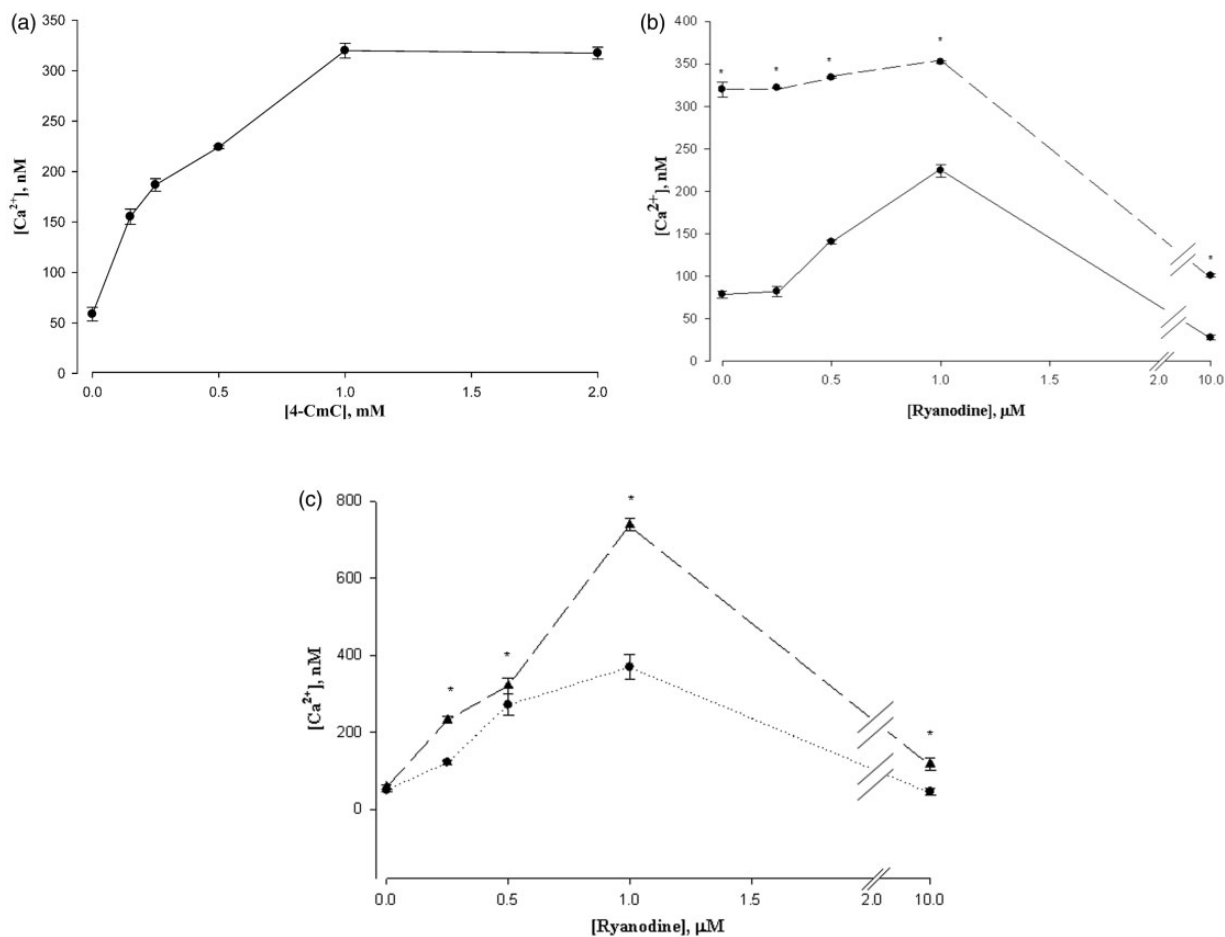 (a)
350
300
250
200
150
100
50
0
[Ca2+], nM
0.0 0.5 1.0 1.5 2.0
[4-CmC], mM
(b)
400
350
300
250
200
150
100
50
0
[Ca2+], nM
* * * * *
0.0 0.5 1.0 1.5 2.0 10.0
[Ryanodine], μM
(c)
800
600
400
200
0
[Ca2+], nM
* * * *
0.0 0.5 1.0 1.5 2.0 10.0
[Ryanodine], μM